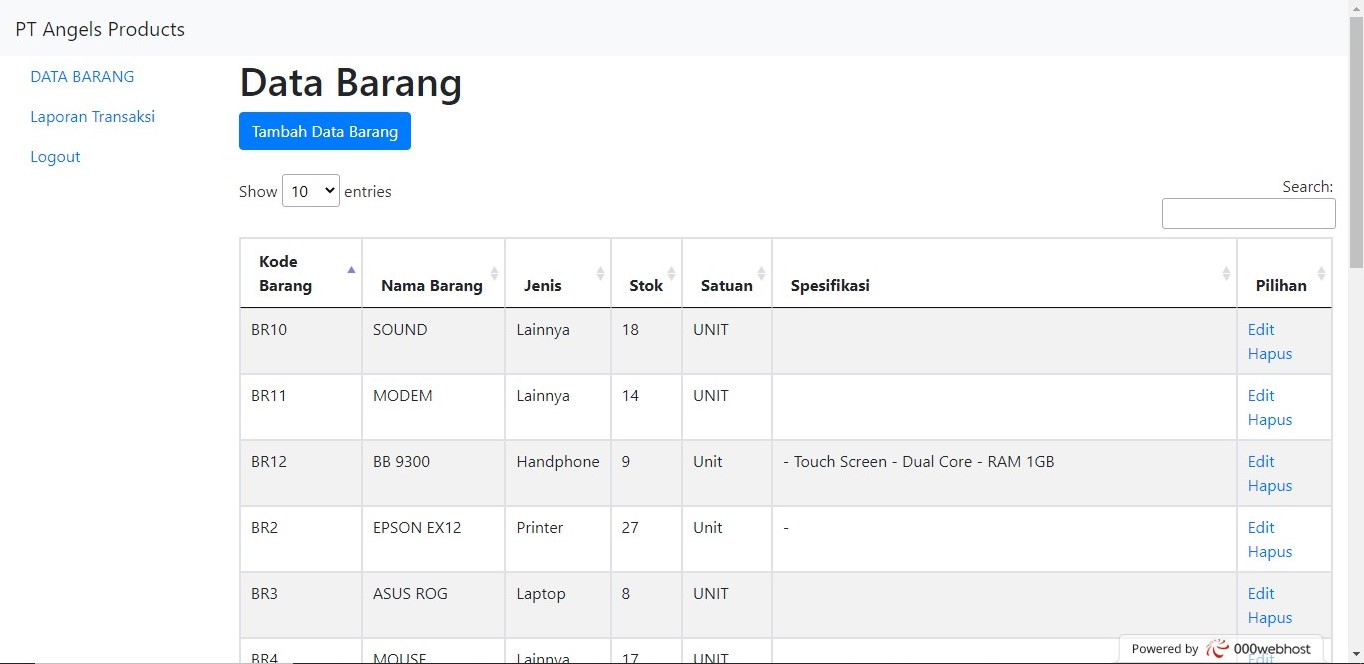 PT Angels Products
DATA BARANG
Laporan Transaksi
Logout
Data Barang
Tambah Data Barang
Show 10 entries
Search:
Kode Barang Nama Barang Jenis Stok Satuan Spesifikasi Pilihan
BR10 SOUND Lainnya 18 UNIT Edit
Hapus
BR11 MODEM Lainnya 14 UNIT Edit
Hapus
BR12 BB 9300 Handphone 9 Unit - Touch Screen - Dual Core - RAM 1GB Edit
Hapus
BR2 EPSON EX12 Printer 27 Unit - Edit
Hapus
BR3 ASUS ROG Laptop 8 UNIT Edit
Hapus
BR4 MOUSE Lainnya 17 UNIT Edit
Powered by 000webhost